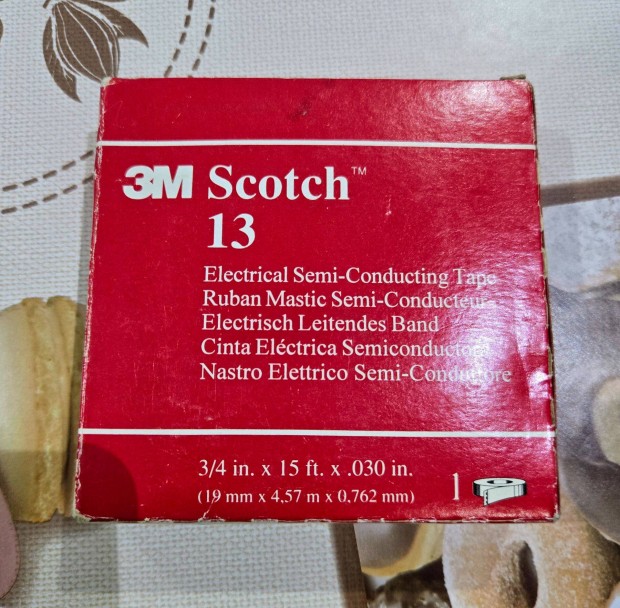 3M Scotch™
13
Electrical Semi-Conducting Tape
Ruban Mastic Semi-Conducteur
Electrisch Leitendes Band
Cinta Eléctrica Semiconductora
Nastro Elettrico Semi-Conduttore
3/4 in. x 15 ft. x .030 in.
(19 mm x 4,57 m x 0,762 mm)
1